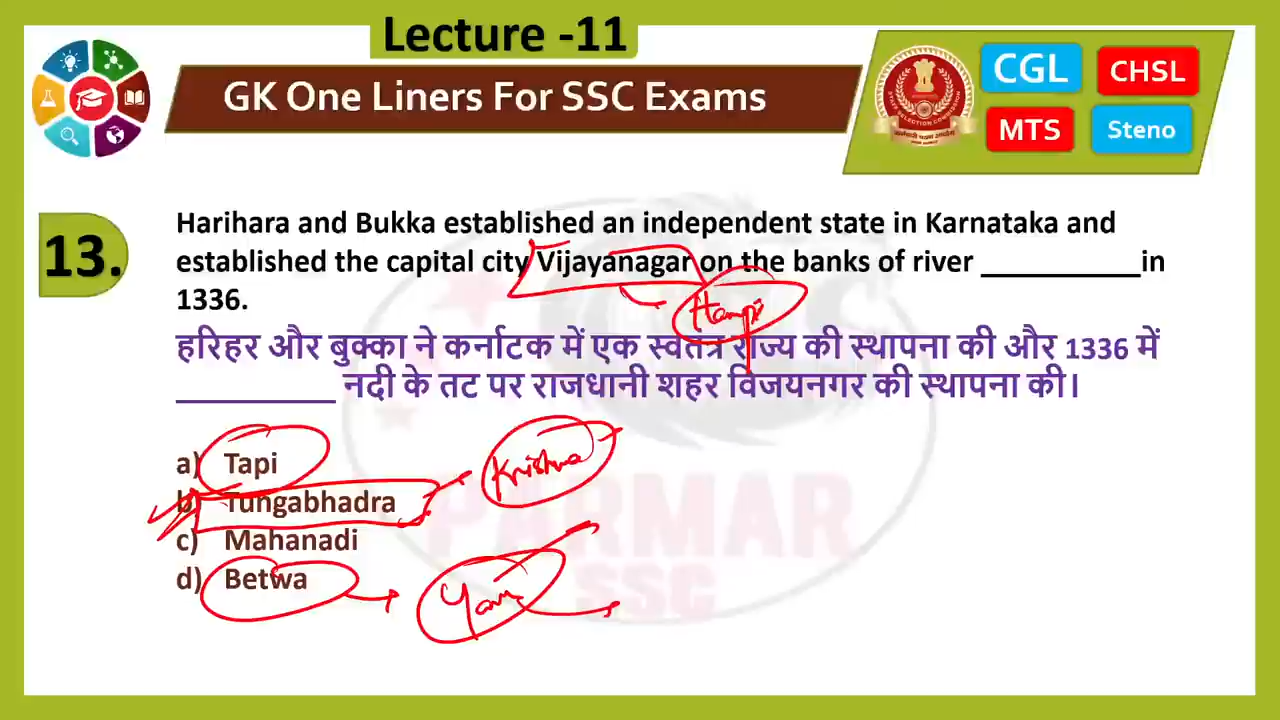 Lecture -11
GK One Liners For SSC Exams
CGL
CHSL
MTS
Steno
13.
Harihara and Bukka established an independent state in Karnataka and
established the capital city Vijayanagar on the banks of river __________in
1336.
Hampi
हरिहर और बुक्का ने कर्नाटक में एक स्वतंत्र राज्य की स्थापना की और 1336 में
__________ नदी के तट पर राजधानी शहर विजयनगर की स्थापना की।
a) Tapi
Krishna
b) Tungabhadra
c) Mahanadi
d) Betwa
PARMAR
SSC